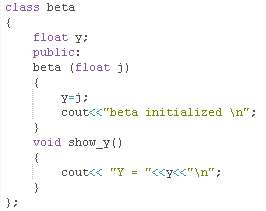 class beta
{
    float y;
    public:
    beta (float j)
    {
        y=j;
        cout<<"beta initialized \n";
    }
    void show_y()
    {
        cout<< "Y = "<<y<<"\n";
    }
};